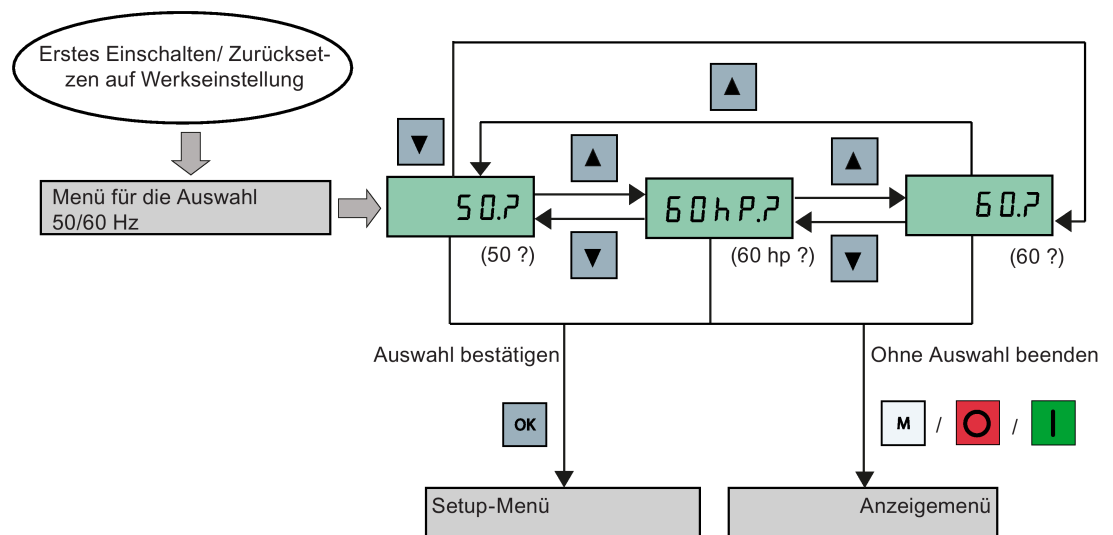 Erstes Einschalten/ Zurückset-
zen auf Werkseinstellung
Menü für die Auswahl
50/60 Hz
50.?
(50 ?)
60hP.?
(60 hp ?)
60.?
(60 ?)
Auswahl bestätigen
Ohne Auswahl beenden
OK
M / /
Setup-Menü
Anzeigemenü